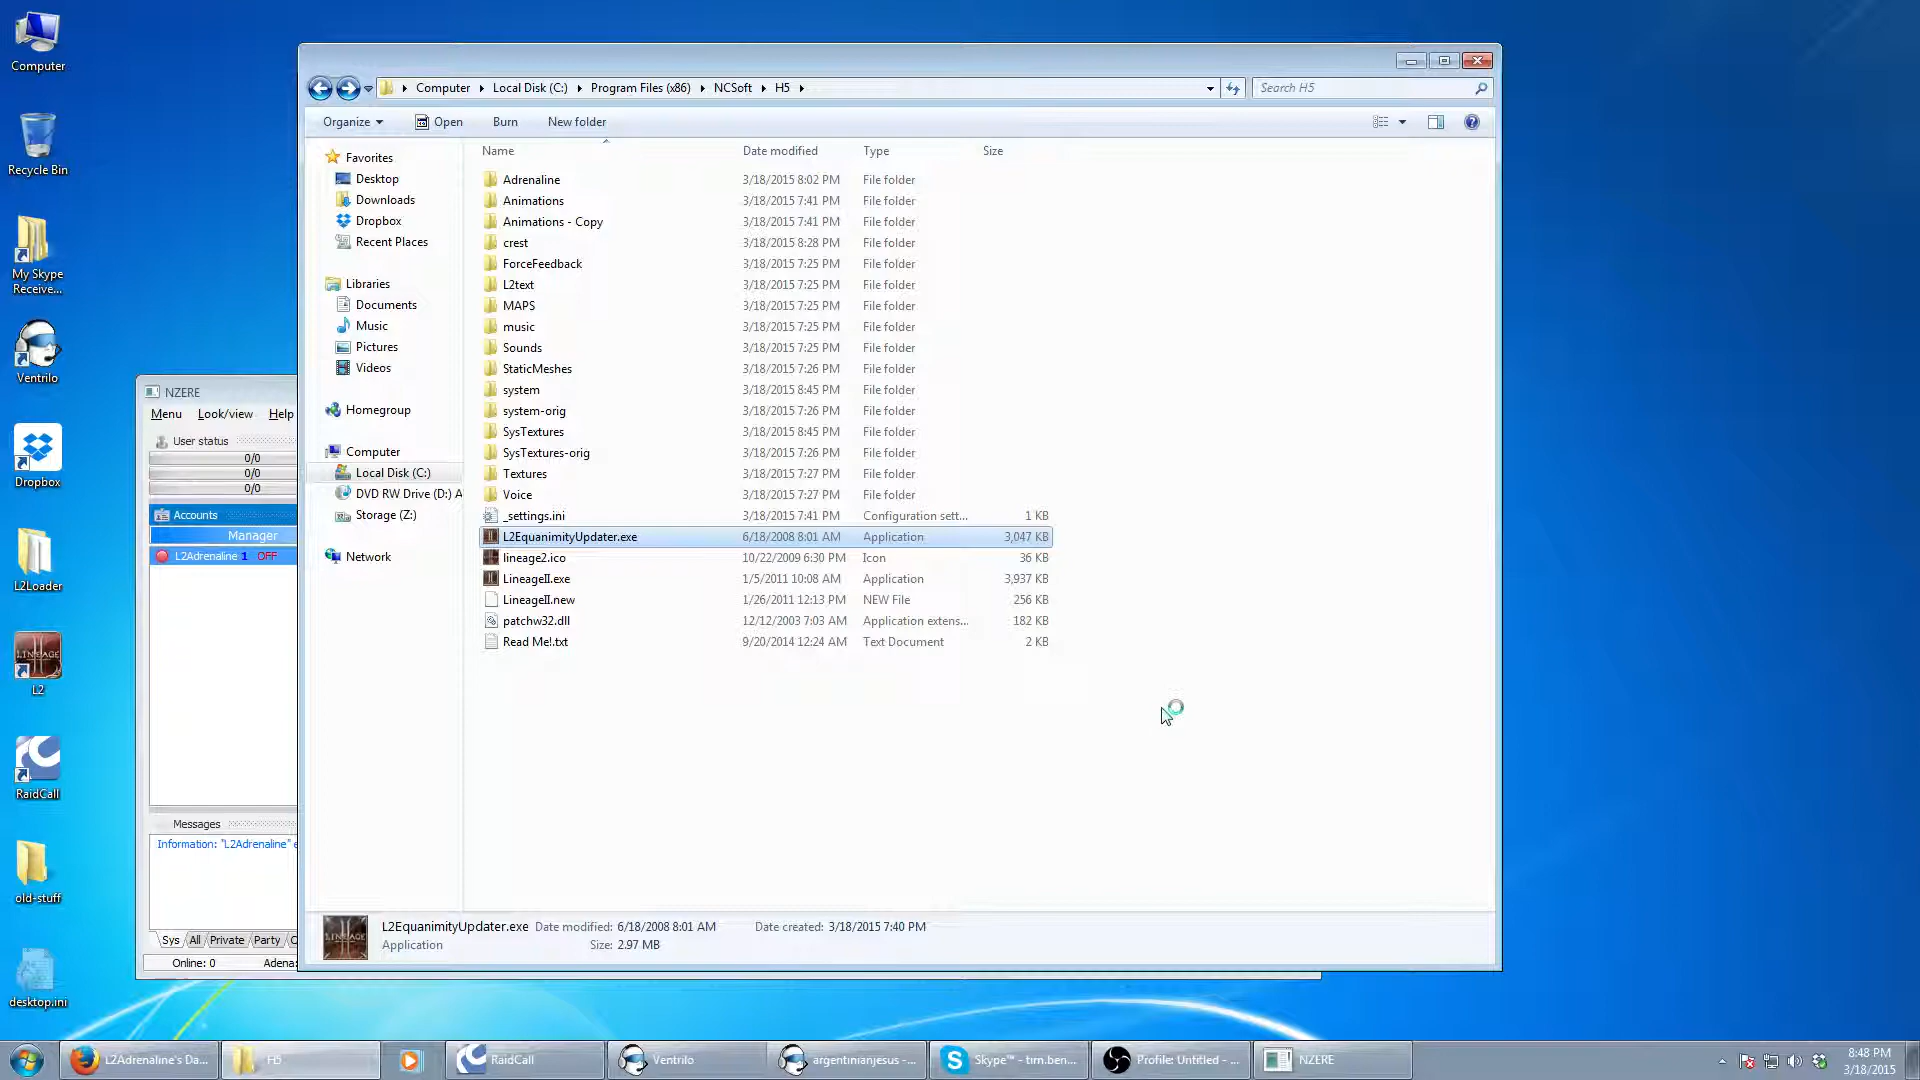 Computer
Recycle Bin
My Skype
Receive...
Ventrilo
Dropbox
L2Loader
LINEAGE
L2
RaidCall
old-stuff
desktop.ini
NZERE
Menu Look/view Help
User status
0/0
0/0
0/0
Accounts
Manager
L2Adrenaline 1 OFF
Messages
Information: "L2Adrenaline" e
Sys All Private Party
Online: 0 Adena:
Computer Local Disk (C:) Program Files (x86) NCSoft H5
Search H5
Organize Open Burn New folder
Favorites
Desktop
Downloads
Dropbox
Recent Places
Libraries
Documents
Music
Pictures
Videos
Homegroup
Computer
Local Disk (C:)
DVD RW Drive (D:) A
Storage (Z:)
Network
Name Date modified Type Size
Adrenaline 3/18/2015 8:02 PM File folder
Animations 3/18/2015 7:41 PM File folder
Animations - Copy 3/18/2015 7:41 PM File folder
crest 3/18/2015 8:28 PM File folder
ForceFeedback 3/18/2015 7:25 PM File folder
L2text 3/18/2015 7:25 PM File folder
MAPS 3/18/2015 7:25 PM File folder
music 3/18/2015 7:25 PM File folder
Sounds 3/18/2015 7:25 PM File folder
StaticMeshes 3/18/2015 7:26 PM File folder
system 3/18/2015 8:45 PM File folder
system-orig 3/18/2015 7:26 PM File folder
SysTextures 3/18/2015 8:45 PM File folder
SysTextures-orig 3/18/2015 7:26 PM File folder
Textures 3/18/2015 7:27 PM File folder
Voice 3/18/2015 7:27 PM File folder
_settings.ini 3/18/2015 7:41 PM Configuration sett... 1 KB
L2EquanimityUpdater.exe 6/18/2008 8:01 AM Application 3,047 KB
lineage2.ico 10/22/2009 6:30 PM Icon 36 KB
LineageII.exe 1/5/2011 10:08 AM Application 3,937 KB
LineageII.new 1/26/2011 12:13 PM NEW File 256 KB
patchw32.dll 12/12/2003 7:03 AM Application extens... 182 KB
Read Me!.txt 9/20/2014 12:24 AM Text Document 2 KB
L2EquanimityUpdater.exe Date modified: 6/18/2008 8:01 AM Date created: 3/18/2015 7:40 PM
Application Size: 2.97 MB
L2Adrenaline's Da...
H5
RaidCall
Ventrilo
argentinianjesus -...
Skype™ - tim.ben...
Profile: Untitled - ...
NZERE
8:48 PM
3/18/2015